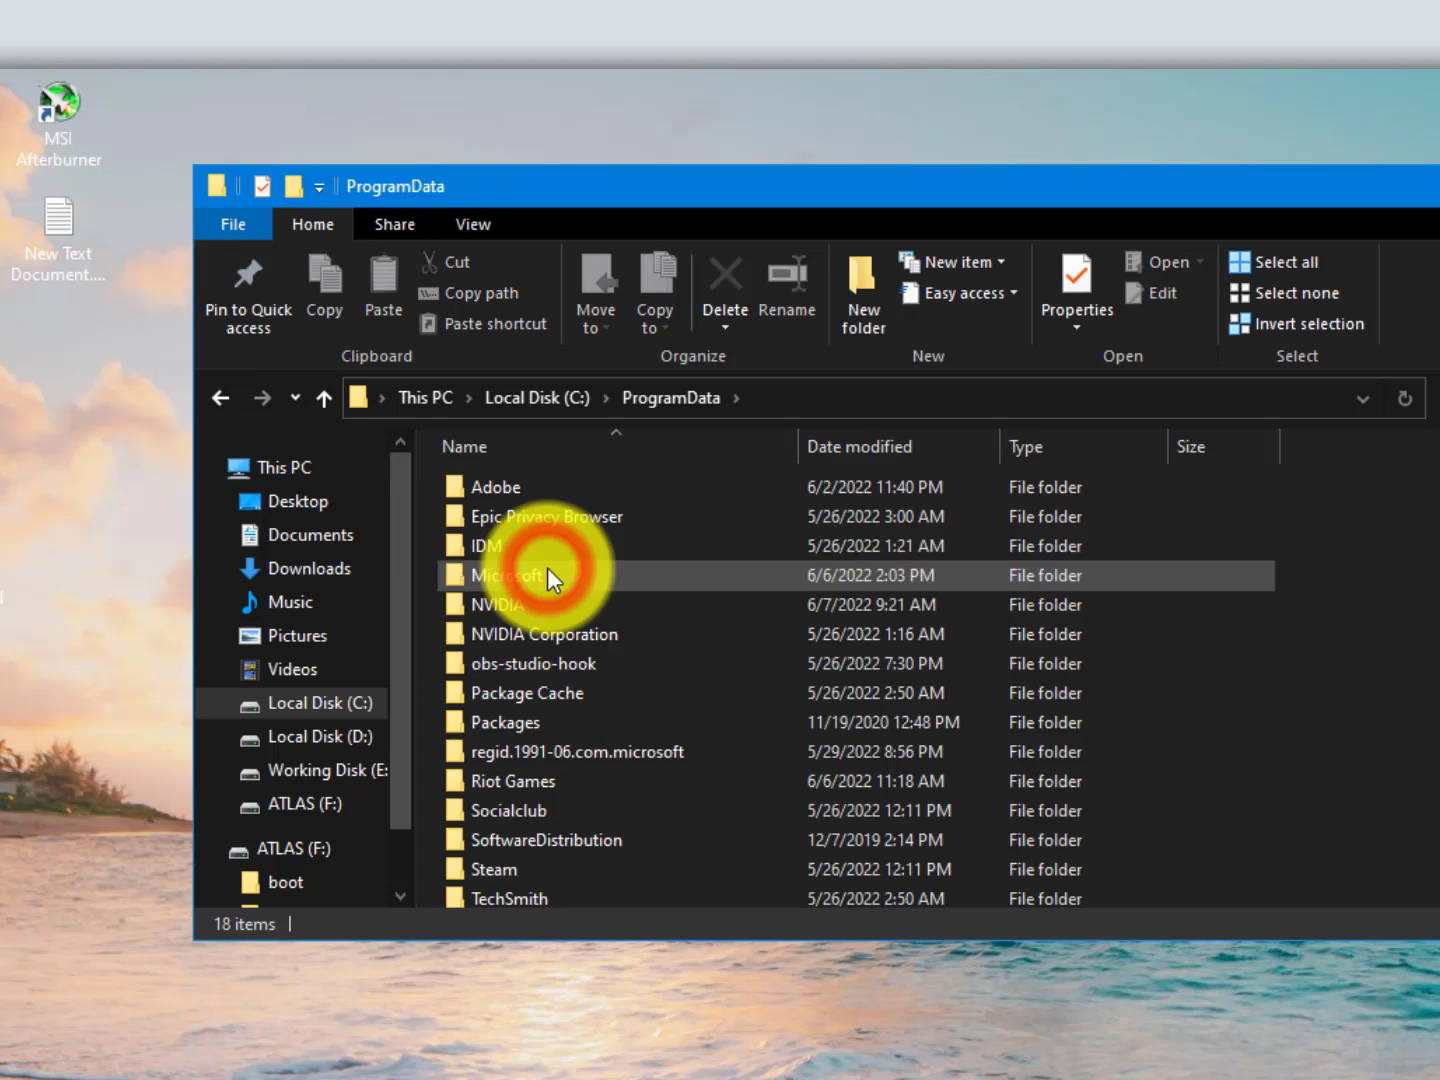 MSI
Afterburner
New Text
Document....
ProgramData
File
Home
Share
View
Pin to Quick
access
Copy
Paste
Cut
Copy path
Paste shortcut
Clipboard
Move
to
Copy
to
Delete
Rename
Organize
New
folder
New item
Easy access
New
Properties
Open
Edit
Open
Select all
Select none
Invert selection
Select
This PC > Local Disk (C:) > ProgramData >
This PC
Desktop
Documents
Downloads
Music
Pictures
Videos
Local Disk (C:)
Local Disk (D:)
Working Disk (E:
ATLAS (F:)
ATLAS (F:)
boot
Name Date modified Type Size
Adobe 6/2/2022 11:40 PM File folder
Epic Privacy Browser 5/26/2022 3:00 AM File folder
IDM 5/26/2022 1:21 AM File folder
Microsoft 6/6/2022 2:03 PM File folder
NVIDIA 6/7/2022 9:21 AM File folder
NVIDIA Corporation 5/26/2022 1:16 AM File folder
obs-studio-hook 5/26/2022 7:30 PM File folder
Package Cache 5/26/2022 2:50 AM File folder
Packages 11/19/2020 12:48 PM File folder
regid.1991-06.com.microsoft 5/29/2022 8:56 PM File folder
Riot Games 6/6/2022 11:18 AM File folder
Socialclub 5/26/2022 12:11 PM File folder
SoftwareDistribution 12/7/2019 2:14 PM File folder
Steam 5/26/2022 12:11 PM File folder
TechSmith 5/26/2022 2:50 AM File folder
18 items